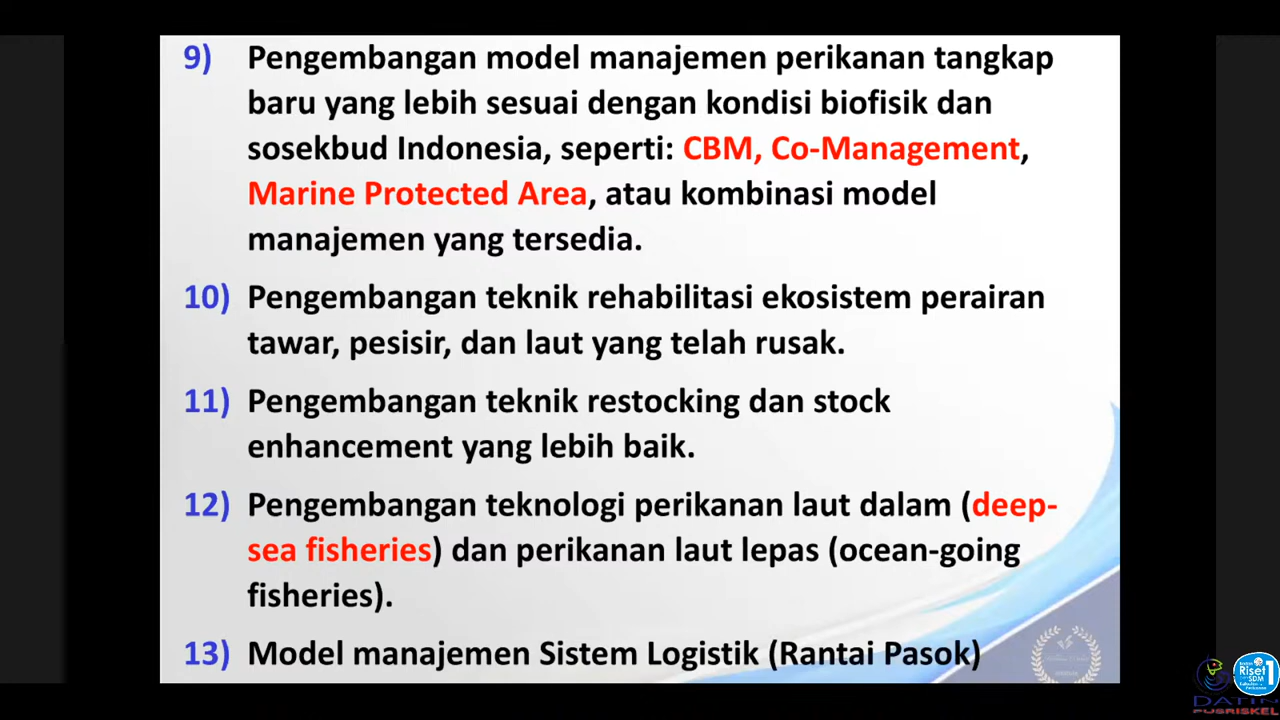 9) Pengembangan model manajemen perikanan tangkap
baru yang lebih sesuai dengan kondisi biofisik dan
sosekbud Indonesia, seperti: CBM, Co-Management,
Marine Protected Area, atau kombinasi model
manajemen yang tersedia.
10) Pengembangan teknik rehabilitasi ekosistem perairan
tawar, pesisir, dan laut yang telah rusak.
11) Pengembangan teknik restocking dan stock
enhancement yang lebih baik.
12) Pengembangan teknologi perikanan laut dalam (deep-
sea fisheries) dan perikanan laut lepas (ocean-going
fisheries).
13) Model manajemen Sistem Logistik (Rantai Pasok)
Riset
SDM
1
DATIN
PUSRISKEL